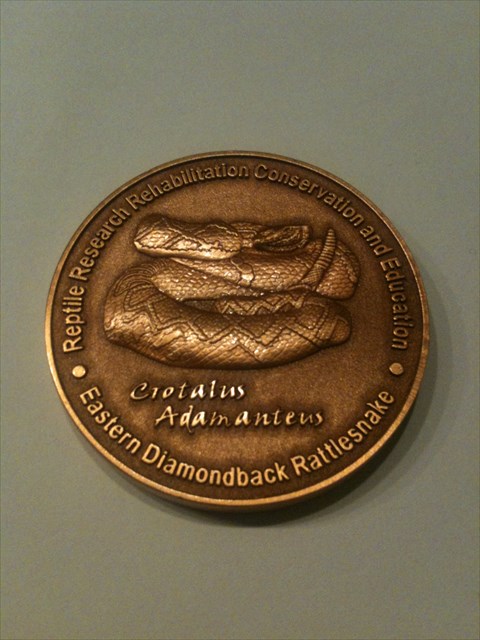 Reptile Research Rehabilitation Conservation and Education
Crotalus
Adamanteus
Eastern Diamondback Rattlesnake